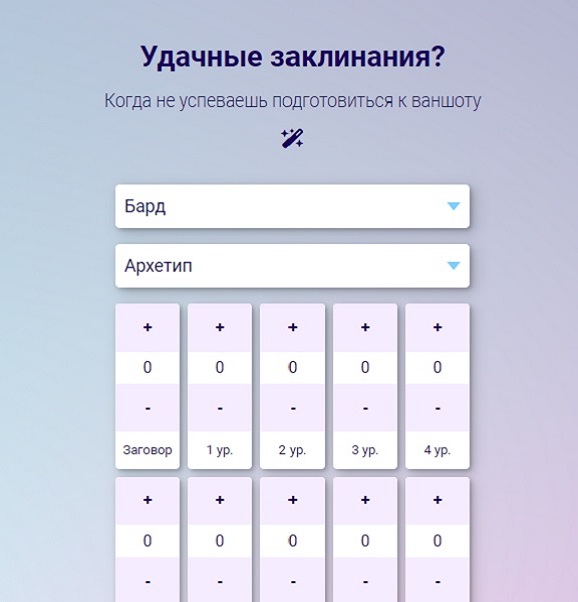 Удачные заклинания?
Когда не успеваешь подготовиться к ваншоту
Бард
Архетип
+ + + + +
0 0 0 0 0
- - - - -
Заговор 1 ур. 2 ур. 3 ур. 4 ур.
+ + + + +
0 0 0 0 0
- - - - -